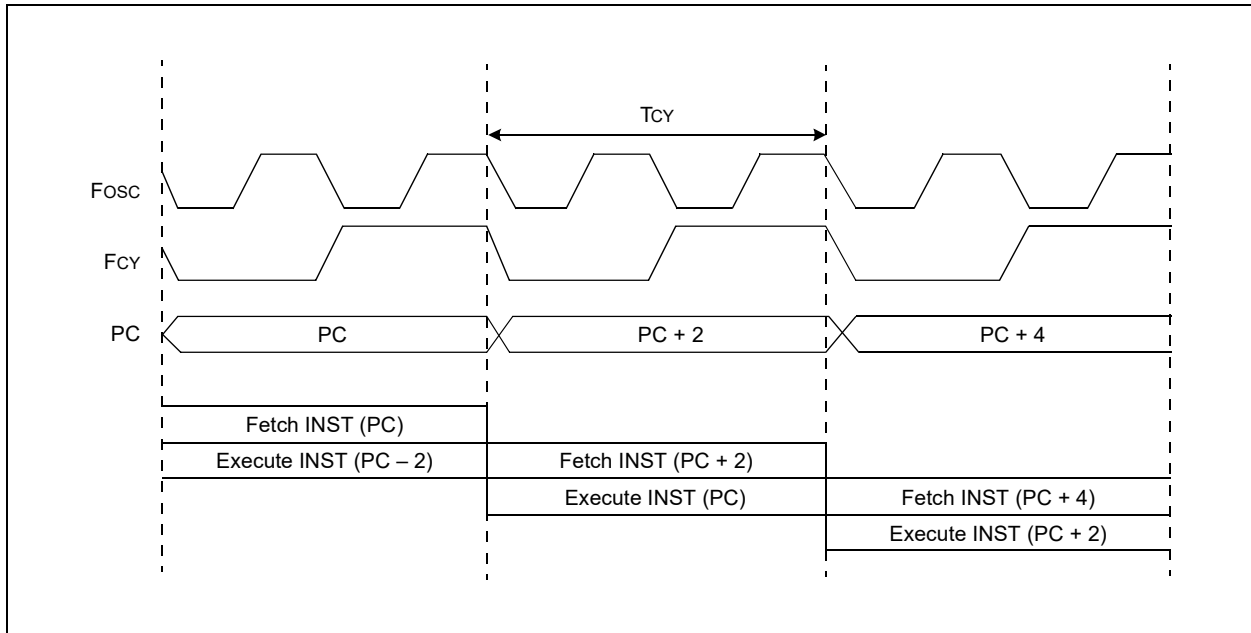 TCY
FOSC
FCY
PC PC PC + 2 PC + 4
Fetch INST (PC)
Execute INST (PC – 2) Fetch INST (PC + 2)
Execute INST (PC) Fetch INST (PC + 4)
Execute INST (PC + 2)